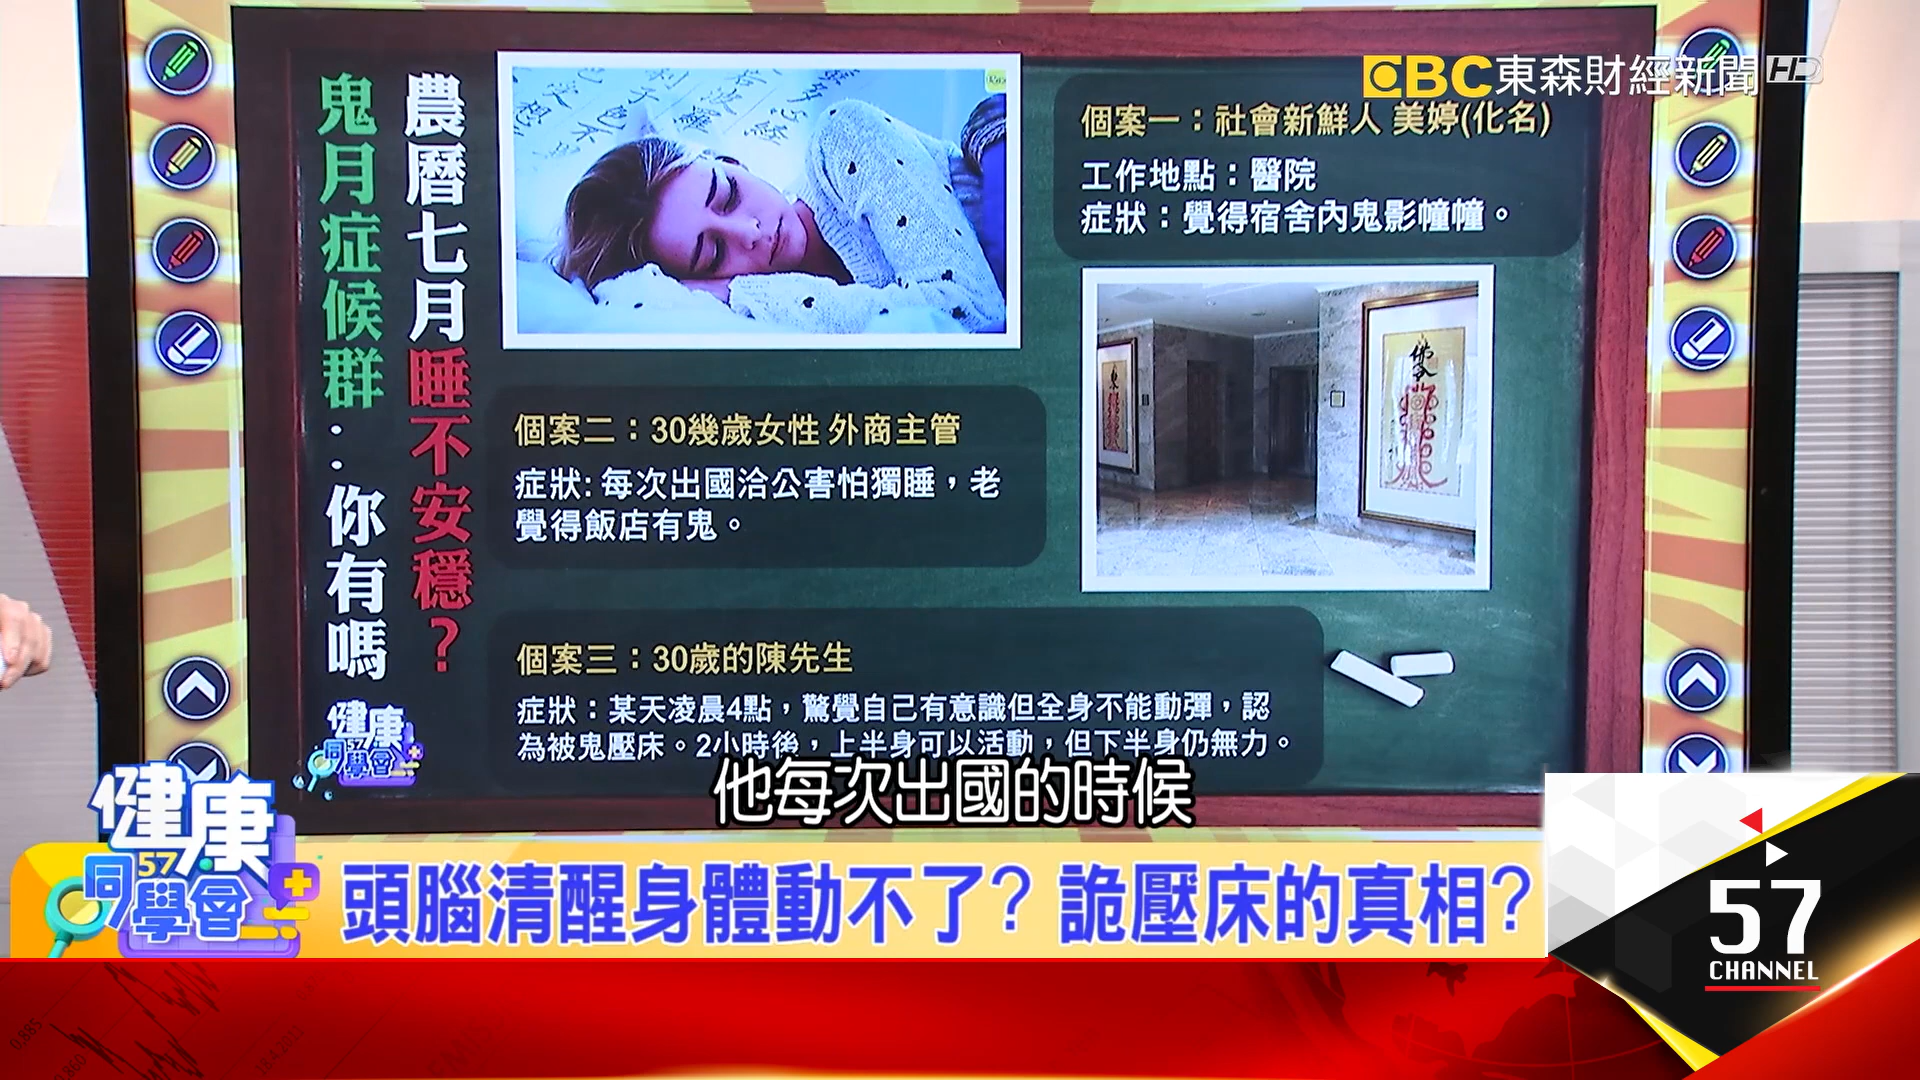 EBC東森財經新聞HD
農曆七月睡不安穩？
鬼月症候群：你有嗎
個案一：社會新鮮人 美婷(化名)
工作地點：醫院
症狀：覺得宿舍內鬼影幢幢。
個案二：30幾歲女性 外商主管
症狀: 每次出國洽公害怕獨睡，老
覺得飯店有鬼。
個案三：30歲的陳先生
症狀：某天凌晨4點，驚覺自己有意識但全身不能動彈，認
為被鬼壓床。2小時後，上半身可以活動，但下半身仍無力。
健康
57
同學會
他每次出國的時候
健康
57
同學會
頭腦清醒身體動不了？詭壓床的真相？
57
CHANNEL